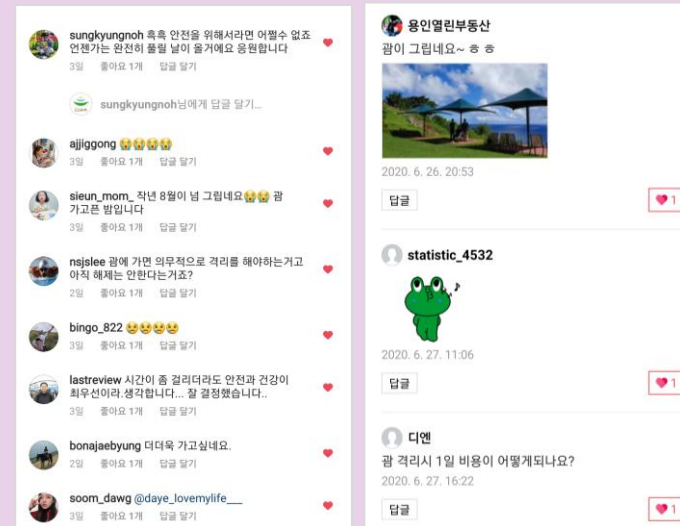 sungkyungnoh 흑흑 안전을 위해서라면 어쩔수 없죠
언젠가는 완전히 풀릴 날이 올거에요 응원합니다
3일 좋아요 1개 답글 달기
sungkyungnoh님에게 답글 달기...
ajjiggong 😭😭😭😭
3일 좋아요 1개 답글 달기
sieun_mom_ 작년 8월이 넘 그립네요😭😭 괌
가고픈 밤입니다
3일 좋아요 1개 답글 달기
nsjslee 괌에 가면 의무적으로 격리를 해야하는거고
아직 해제는 안한다는거죠?
2일 좋아요 1개 답글 달기
bingo_822 😢😢😢😢
3일 좋아요 1개 답글 달기
lastreview 시간이 좀 걸리더라도 안전과 건강이
최우선이라.생각합니다... 잘 결정했습니다..
3일 좋아요 1개 답글 달기
bonajaebyung 더더욱 가고싶네요.
2일 좋아요 1개 답글 달기
soom_dawg @daye_lovemylife___
3일 좋아요 1개 답글 달기
용인열린부동산
괌이 그립네요~ ㅎ ㅎ
2020. 6. 26. 20:53
답글
1
statistic_4532
2020. 6. 27. 11:06
답글
1
디엔
괌 격리시 1일 비용이 어떻게되나요?
2020. 6. 27. 16:22
답글
1